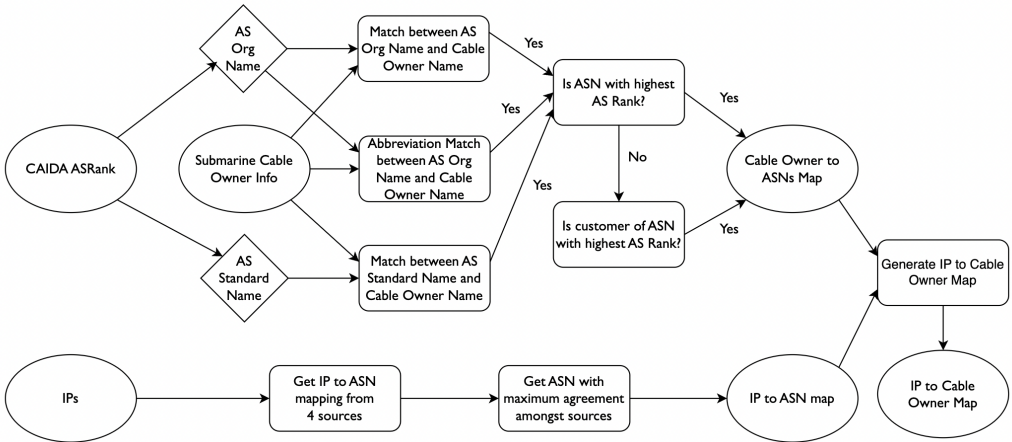 AS
Org
Name
Match between AS
Org Name and Cable
Owner Name
Yes
Is ASN with highest
AS Rank?
Yes
Yes
CAIDA ASRank
Submarine Cable
Owner Info
Abbreviation Match
between AS Org
Name and Cable
Owner Name
No
Cable Owner to
ASNs Map
Yes
Is customer of ASN
with highest AS Rank?
Yes
AS
Standard
Name
Match between AS
Standard Name and
Cable Owner Name
Generate IP to Cable
Owner Map
IPs
Get IP to ASN
mapping from
4 sources
Get ASN with
maximum agreement
amongst sources
IP to ASN map
IP to Cable
Owner Map